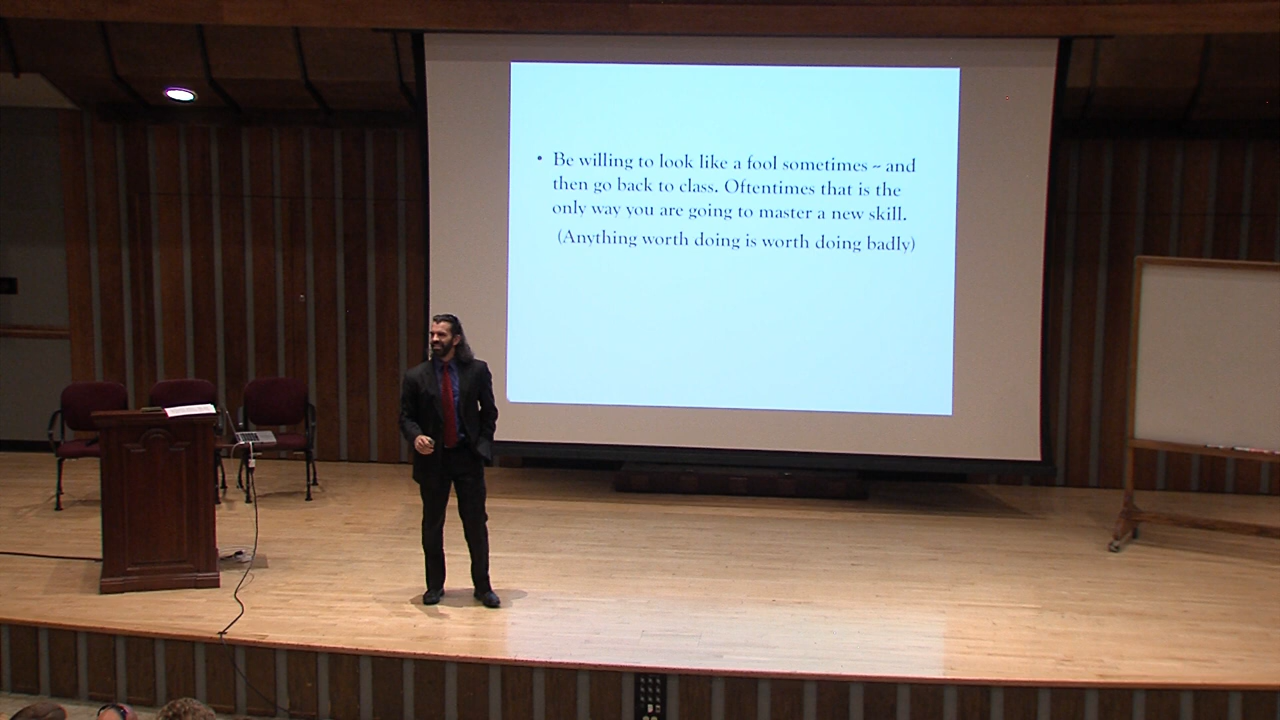 • Be willing to look like a fool sometimes ~ and
then go back to class. Oftentimes that is the
only way you are going to master a new skill.
(Anything worth doing is worth doing badly)